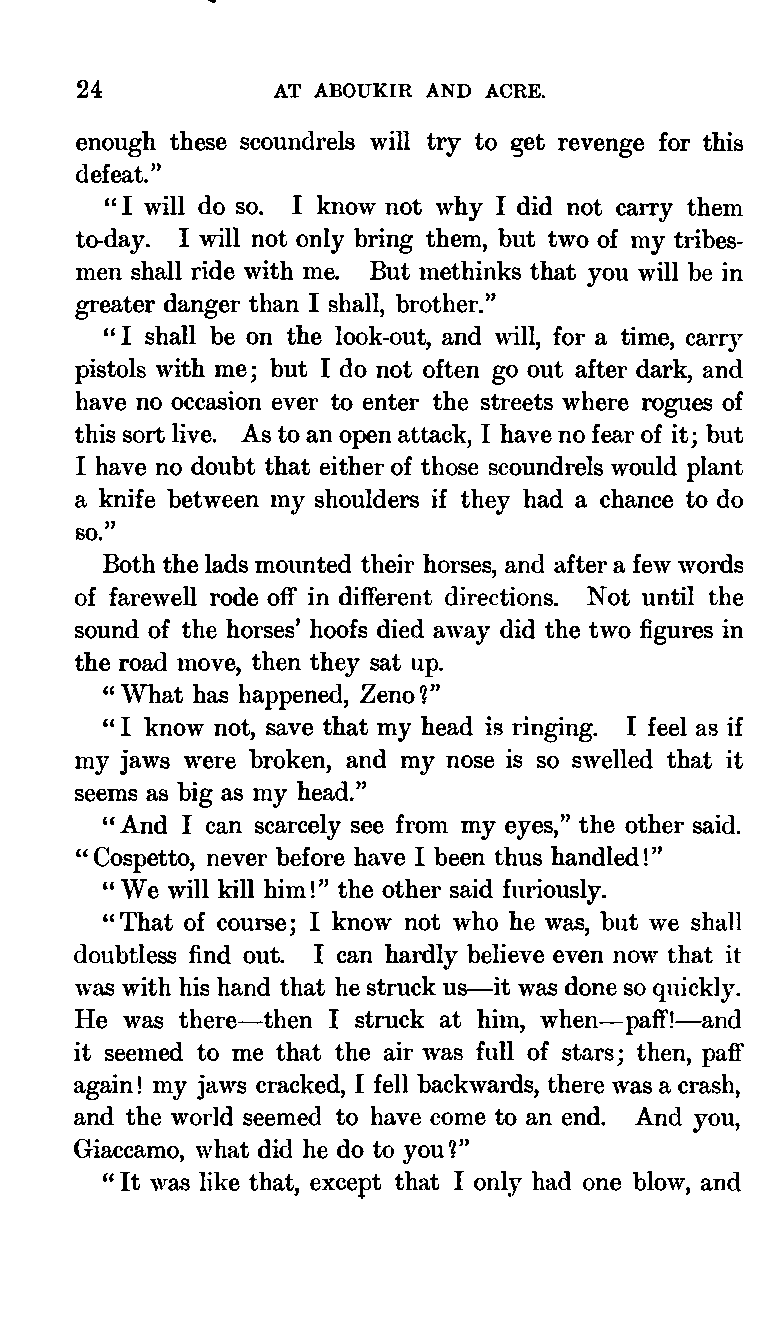 24 AT ABOUKIR AND ACRE.
enough these scoundrels will try to get revenge for this
defeat.”
“I will do so. I know not why I did not carry them
to-day. I will not only bring them, but two of my tribes-
men shall ride with me. But methinks that you will be in
greater danger than I shall, brother.”
“I shall be on the look-out, and will, for a time, carry
pistols with me; but I do not often go out after dark, and
have no occasion ever to enter the streets where rogues of
this sort live. As to an open attack, I have no fear of it; but
I have no doubt that either of those scoundrels would plant
a knife between my shoulders if they had a chance to do
so.”
Both the lads mounted their horses, and after a few words
of farewell rode off in different directions. Not until the
sound of the horses’ hoofs died away did the two figures in
the road move, then they sat up.
“What has happened, Zeno?”
“I know not, save that my head is ringing. I feel as if
my jaws were broken, and my nose is so swelled that it
seems as big as my head.”
“And I can scarcely see from my eyes,” the other said.
“Cospetto, never before have I been thus handled!”
“We will kill him!” the other said furiously.
“That of course; I know not who he was, but we shall
doubtless find out. I can hardly believe even now that it
was with his hand that he struck us—it was done so quickly.
He was there—then I struck at him, when—paff!—and
it seemed to me that the air was full of stars; then, paff
again! my jaws cracked, I fell backwards, there was a crash,
and the world seemed to have come to an end. And you,
Giaccamo, what did he do to you?”
“It was like that, except that I only had one blow, and